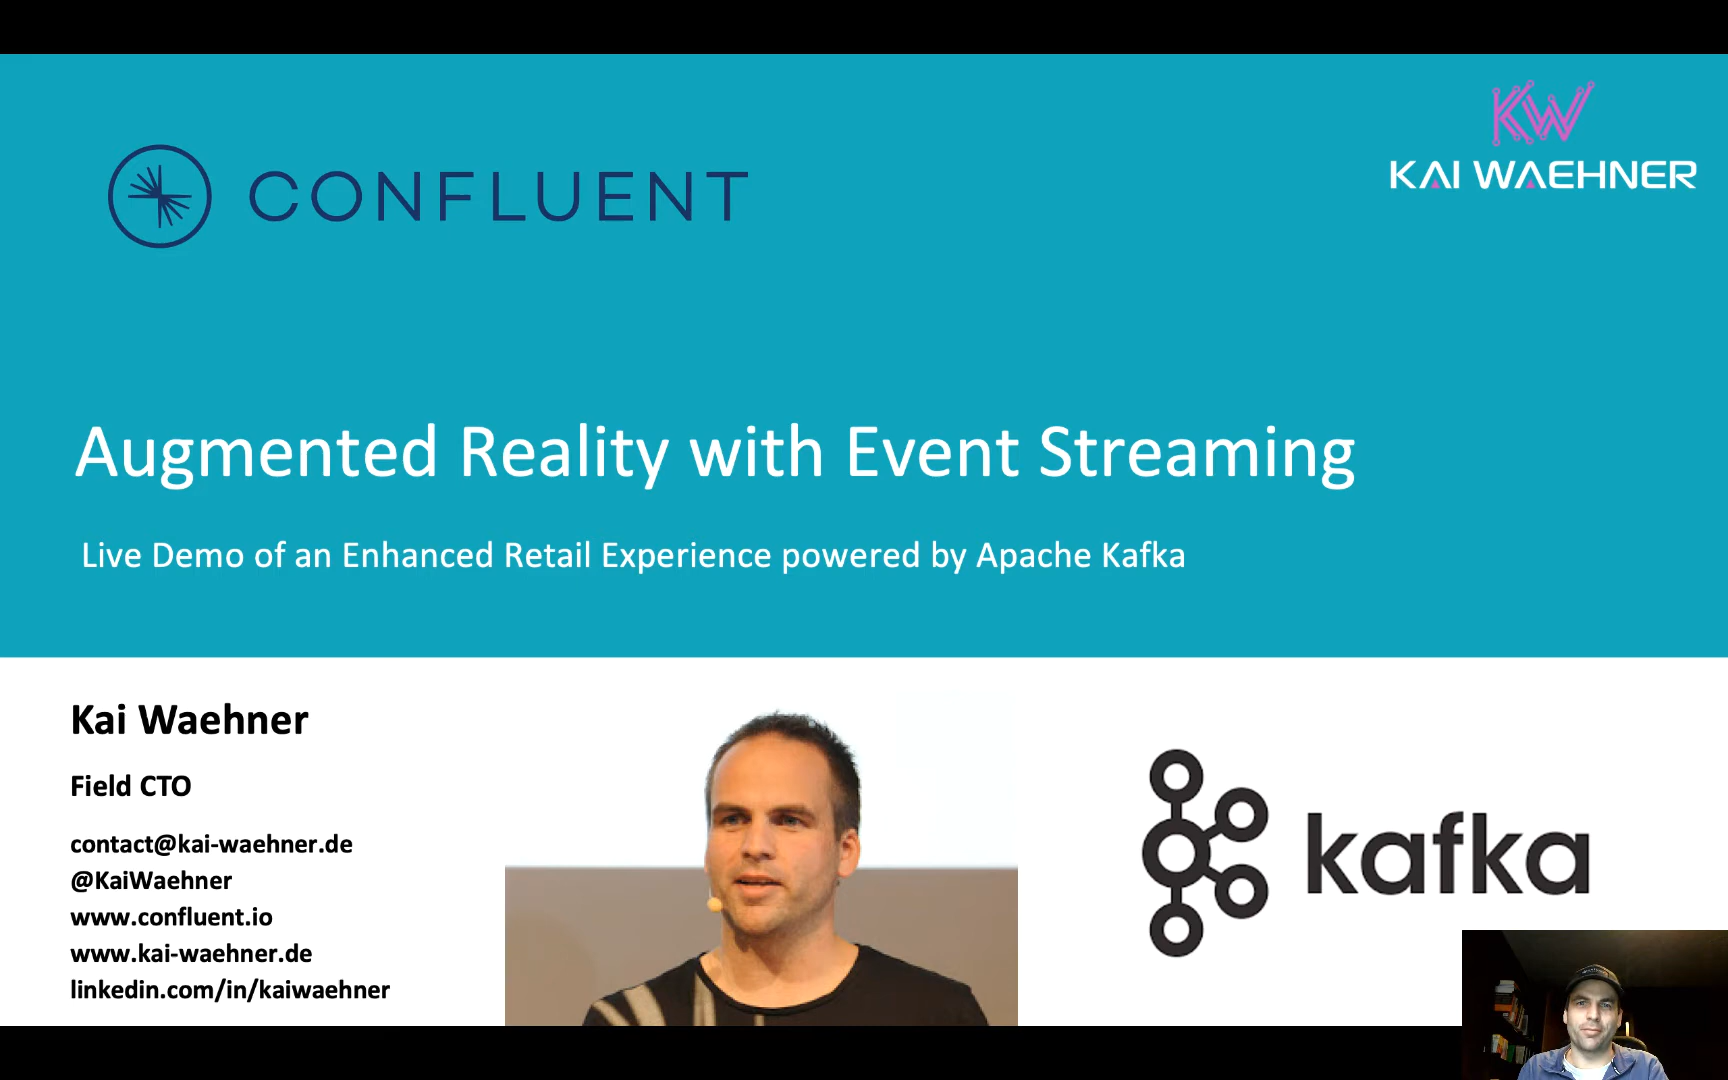 CONFLUENT
KW
KAI WAEHNER
Augmented Reality with Event Streaming
Live Demo of an Enhanced Retail Experience powered by Apache Kafka
Kai Waehner
Field CTO
contact@kai-waehner.de
@KaiWaehner
www.confluent.io
www.kai-waehner.de
linkedin.com/in/kaiwaehner
kafka